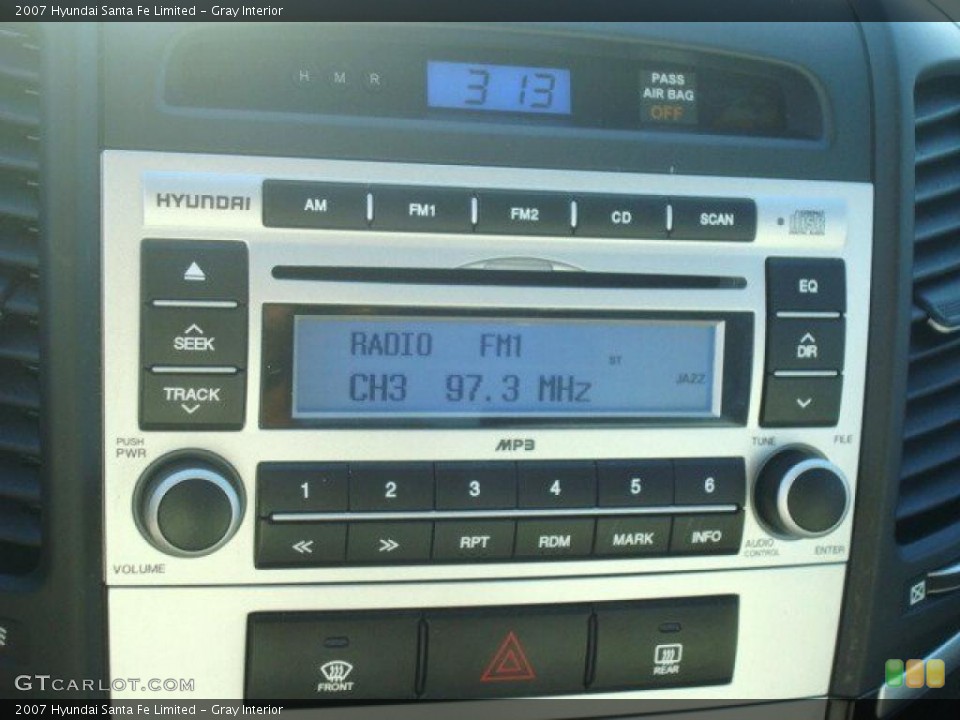 2007 Hyundai Santa Fe Limited - Gray Interior
H M R
3 13
PASS
AIR BAG
OFF
HYUNDAI
AM FM1 FM2 CD SCAN
EQ
SEEK
DIR
TRACK
RADIO FM1
ST
CH3 97.3 MHz
JAZZ
MP3
PUSH
PWR
TUNE
FILE
1 2 3 4 5 6
RPT RDM MARK INFO
VOLUME
AUDIO
CONTROL
ENTER
FRONT
REAR
GTCARLOT.COM
2007 Hyundai Santa Fe Limited - Gray Interior